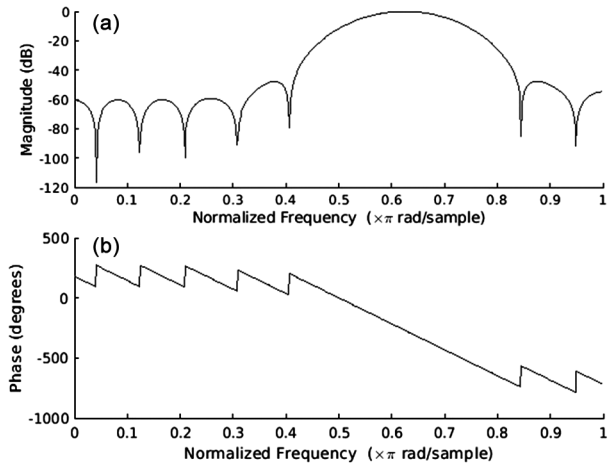 (a)
Magnitude (dB)
0
-20
-40
-60
-80
-100
-120
0 0.1 0.2 0.3 0.4 0.5 0.6 0.7 0.8 0.9 1
Normalized Frequency (×π rad/sample)
(b)
Phase (degrees)
500
0
-500
-1000
0 0.1 0.2 0.3 0.4 0.5 0.6 0.7 0.8 0.9 1
Normalized Frequency (×π rad/sample)